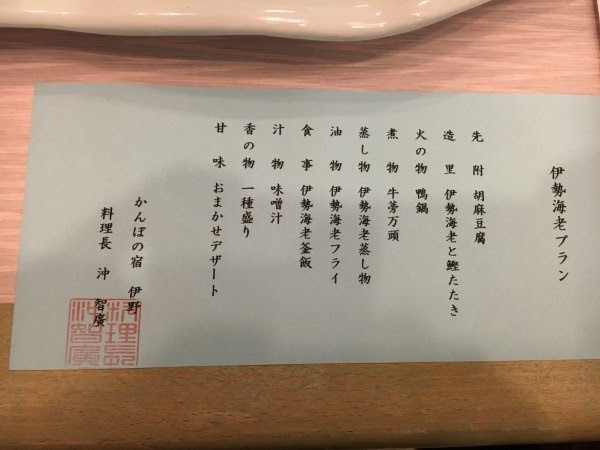 伊勢海老プラン
先 附 胡麻豆腐
造 里 伊勢海老と鰹たたき
火の物 鴨鍋
煮 物 牛蒡万頭
蒸し物 伊勢海老蒸し物
油 物 伊勢海老フライ
食 事 伊勢海老釜飯
汁 物 味噌汁
香の物 一種盛り
甘 味 おまかせデザート
かんぽの宿 伊野
料理長 沖 智廣
料理長
沖智廣